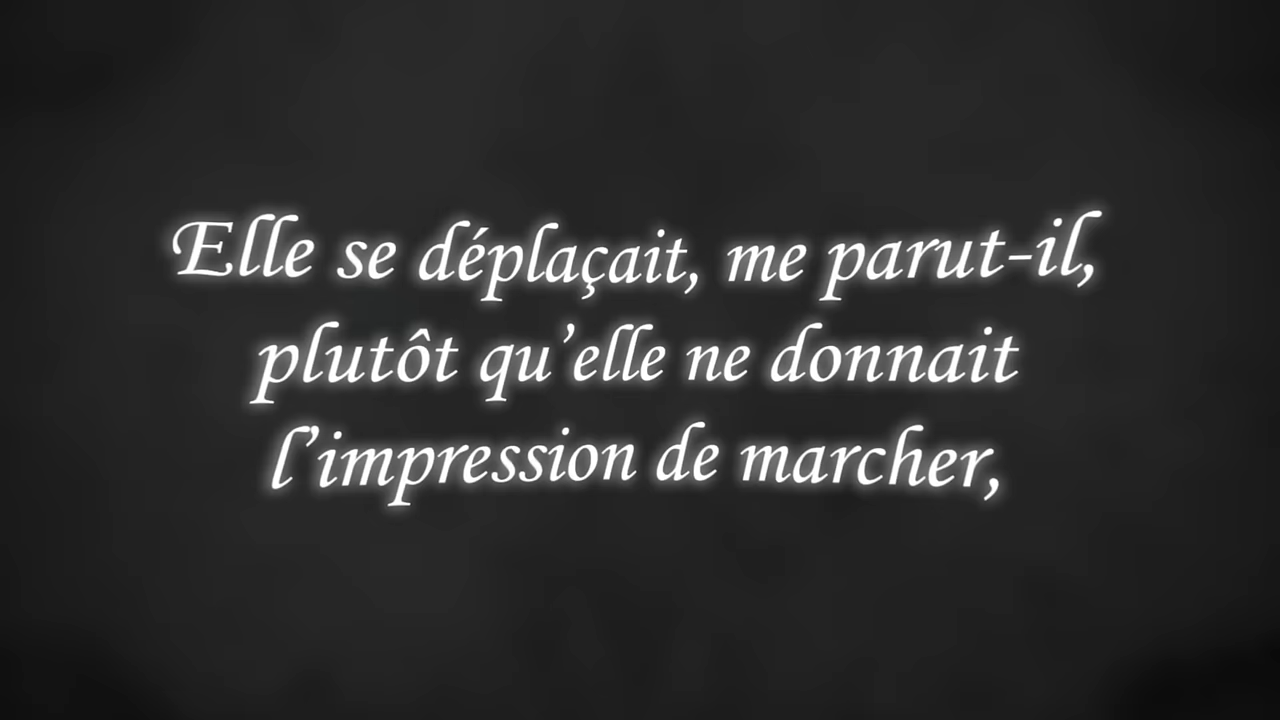 Elle se déplaçait, me parut-il,
plutôt qu’elle ne donnait
l’impression de marcher,